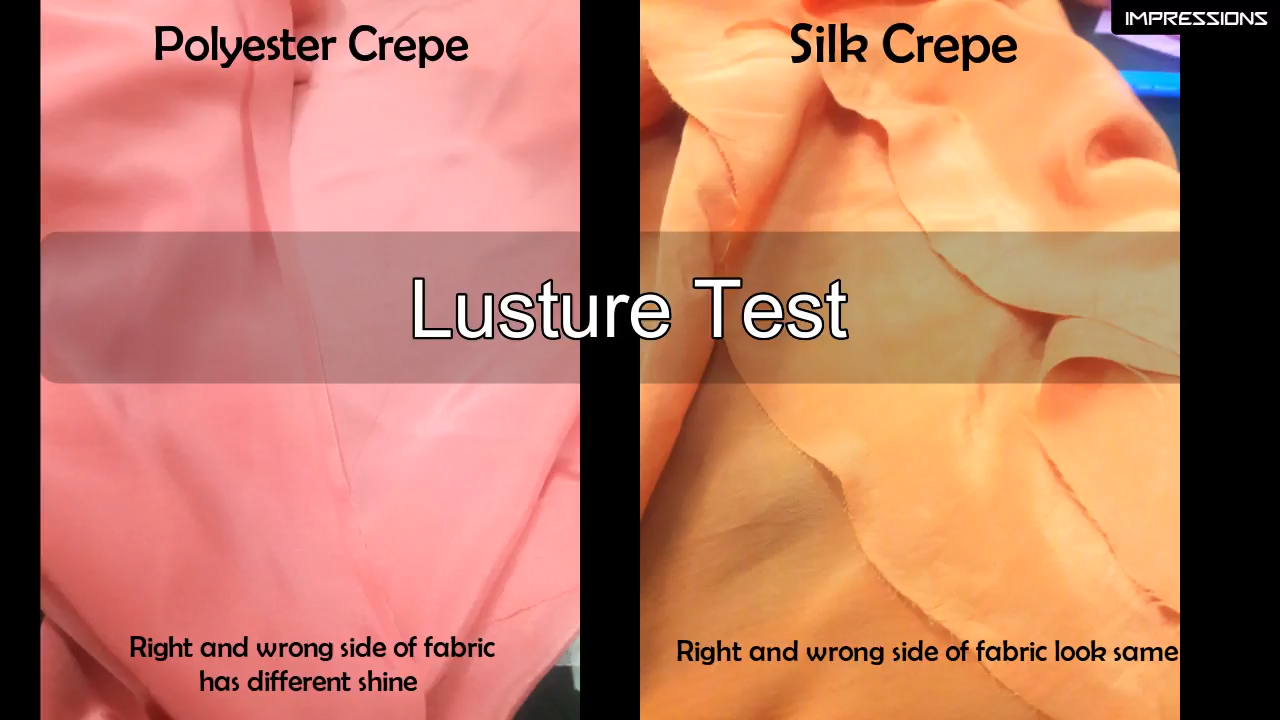 IMPRESSIONS
Polyester Crepe
Silk Crepe
Lusture Test
Right and wrong side of fabric
has different shine
Right and wrong side of fabric look same